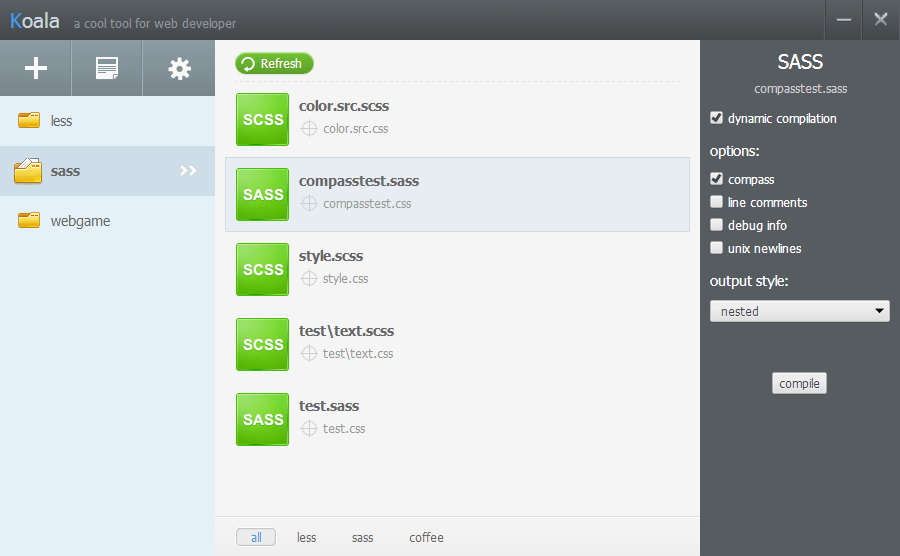 Koala a cool tool for web developer
less
sass
webgame
Refresh
SCSS
color.src.scss
color.src.css
SASS
compasstest.sass
compasstest.css
SCSS
style.scss
style.css
SCSS
test\text.scss
test\text.css
SASS
test.sass
test.css
all less sass coffee
SASS
compasstest.sass
dynamic compilation
options:
compass
line comments
debug info
unix newlines
output style:
nested
compile